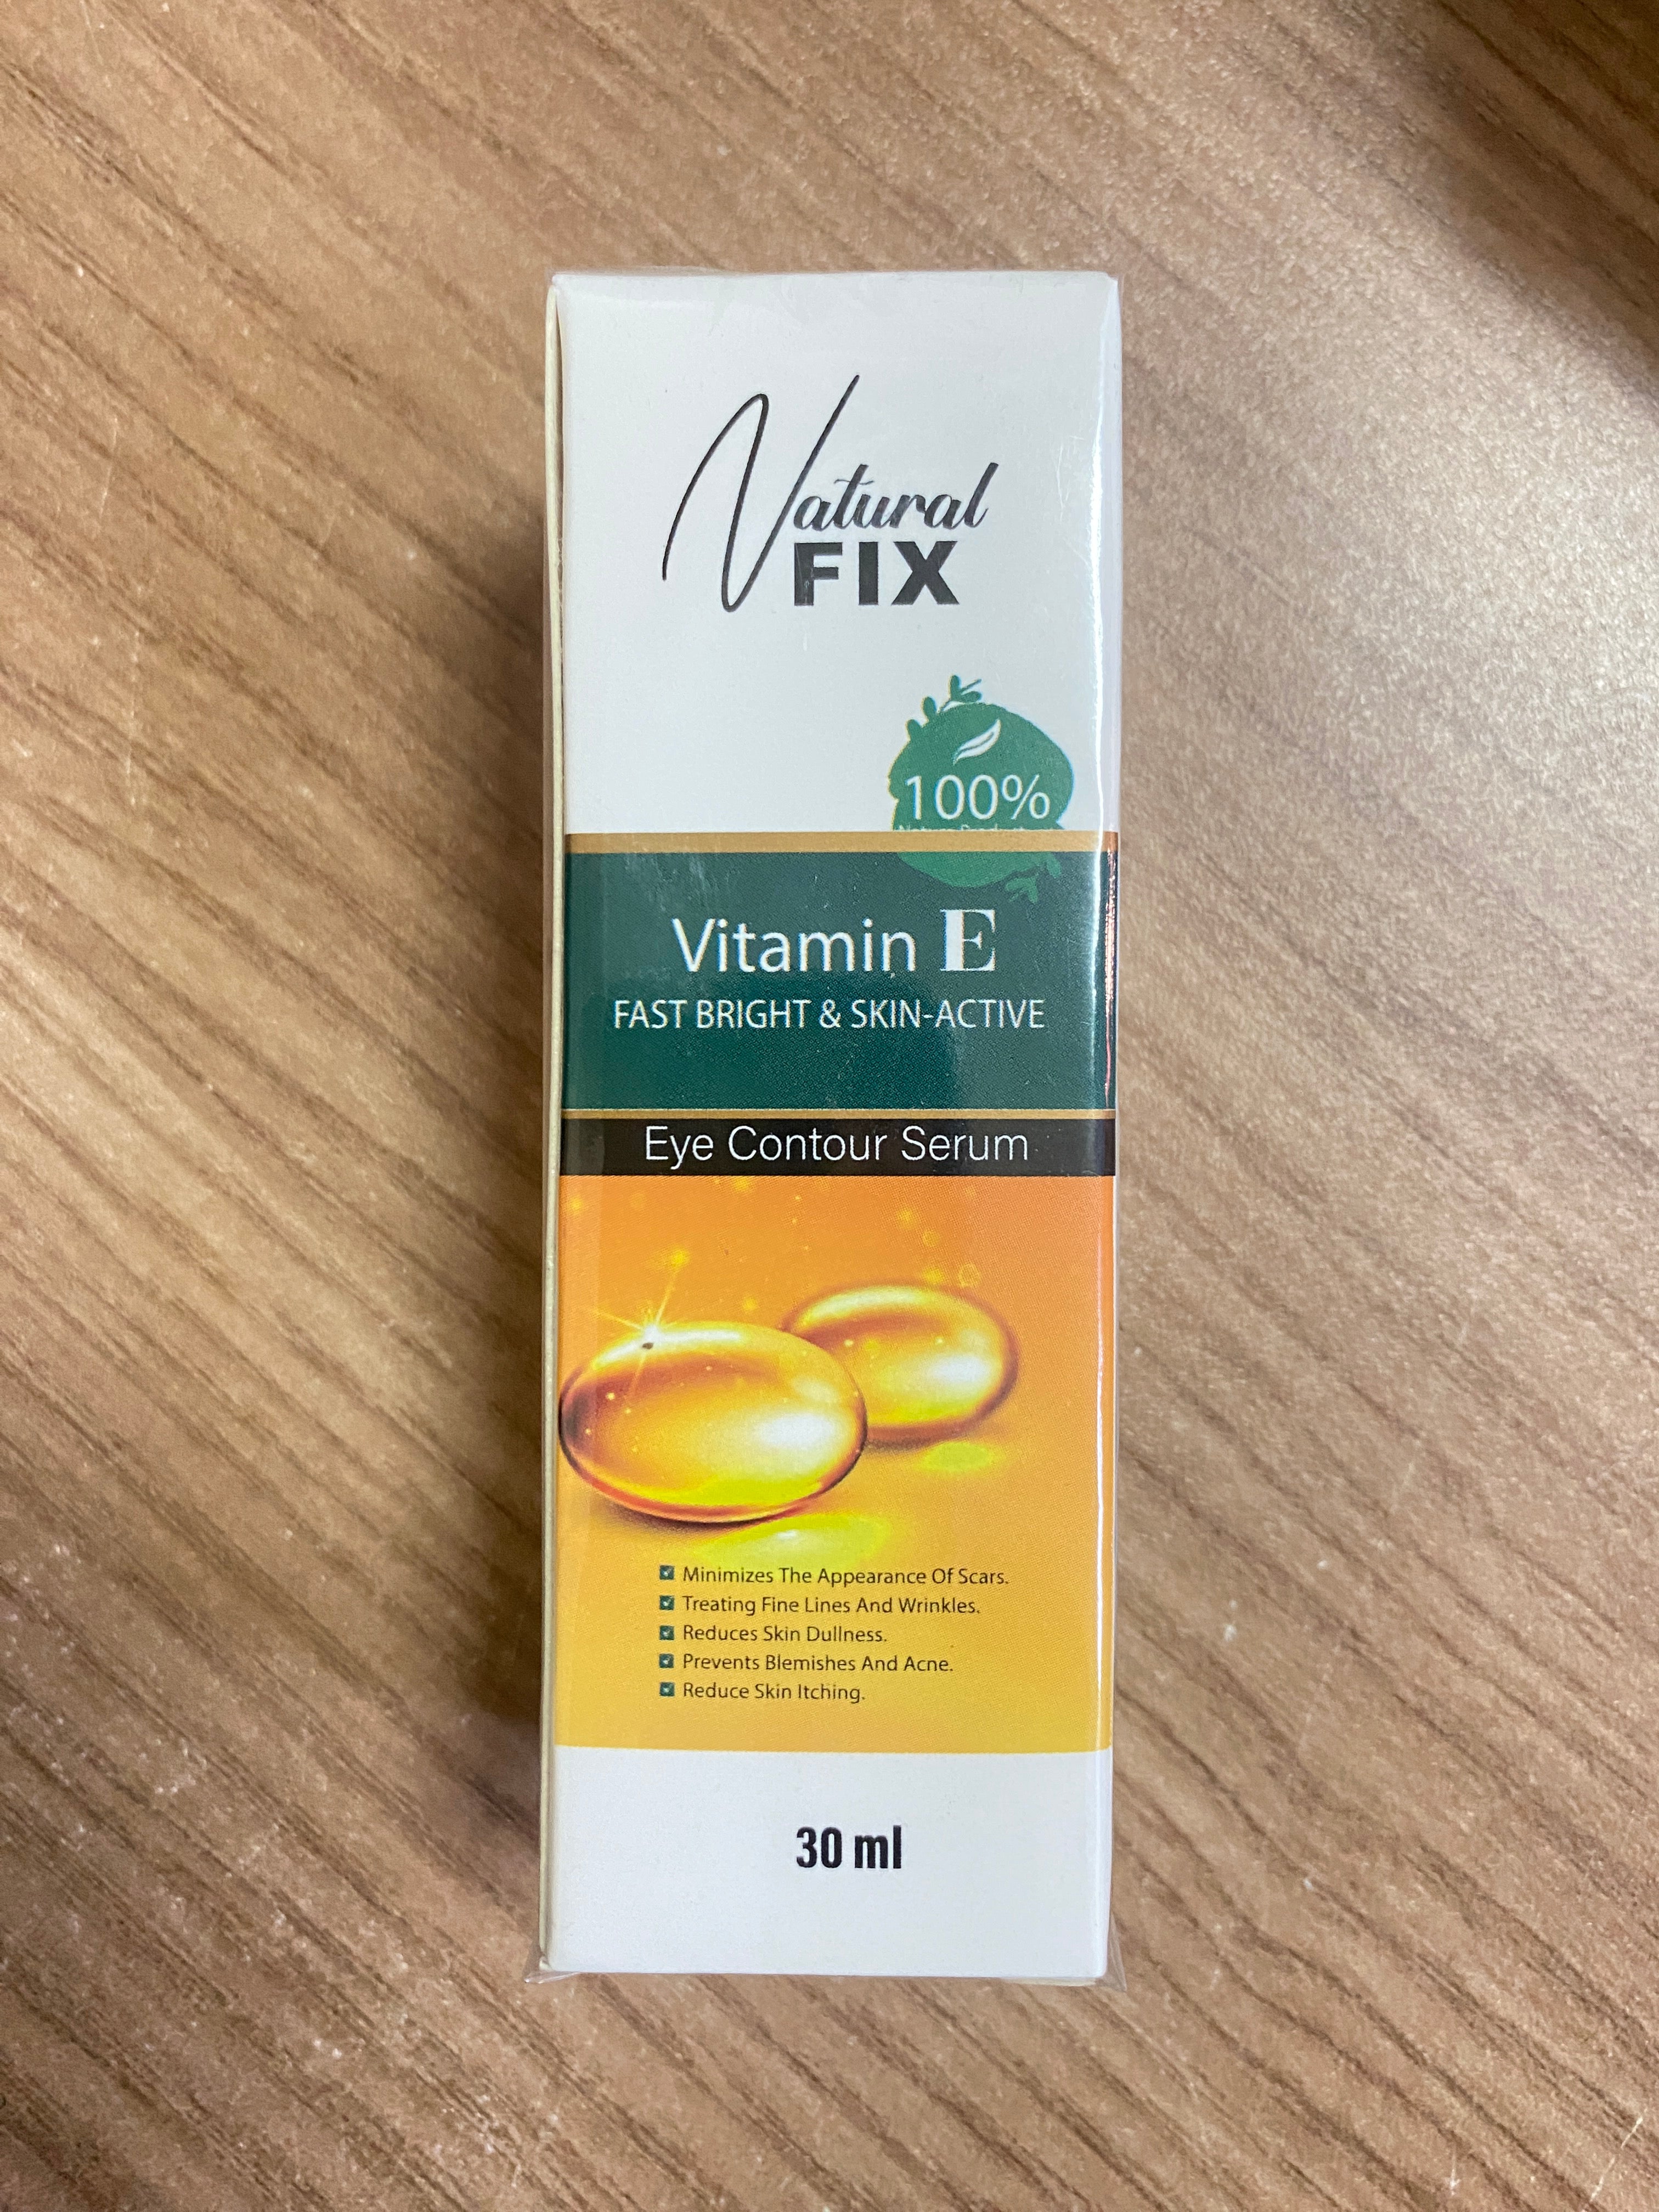 Natural
FIX
100%
Vitamin E
FAST BRIGHT & SKIN-ACTIVE
Eye Contour Serum
Minimizes The Appearance Of Scars.
Treating Fine Lines And Wrinkles.
Reduces Skin Dullness.
Prevents Blemishes And Acne.
Reduce Skin Itching.
30 ml